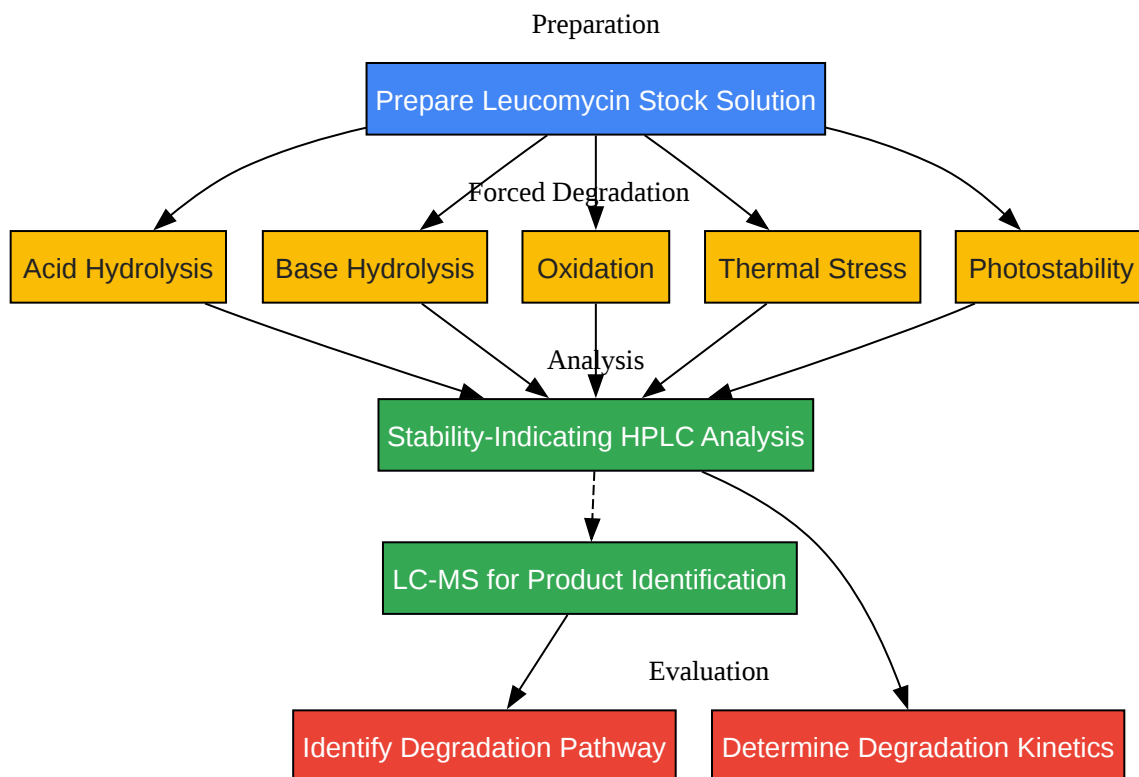 Preparation
Prepare Leucomycin Stock Solution
Forced Degradation
Acid Hydrolysis
Base Hydrolysis
Oxidation
Thermal Stress
Photostability
Analysis
Stability-Indicating HPLC Analysis
LC-MS for Product Identification
Evaluation
Identify Degradation Pathway
Determine Degradation Kinetics